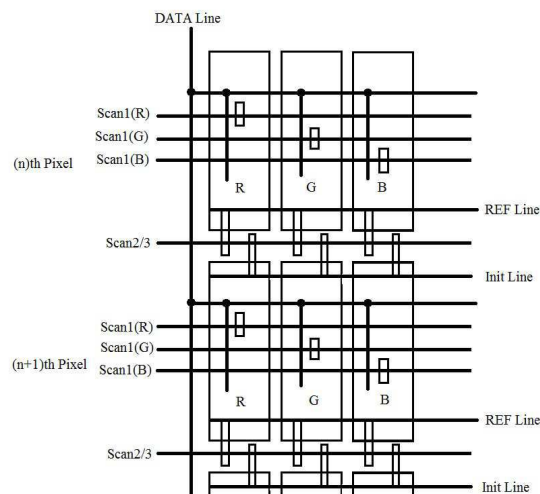 DATA Line
Scan1(R)
Scan1(G)
Scan1(B)
(n)th Pixel
R G B
REF Line
Scan2/3
Init Line
Scan1(R)
Scan1(G)
(n+1)th Pixel
Scan1(B)
R G B
REF Line
Scan2/3
Init Line